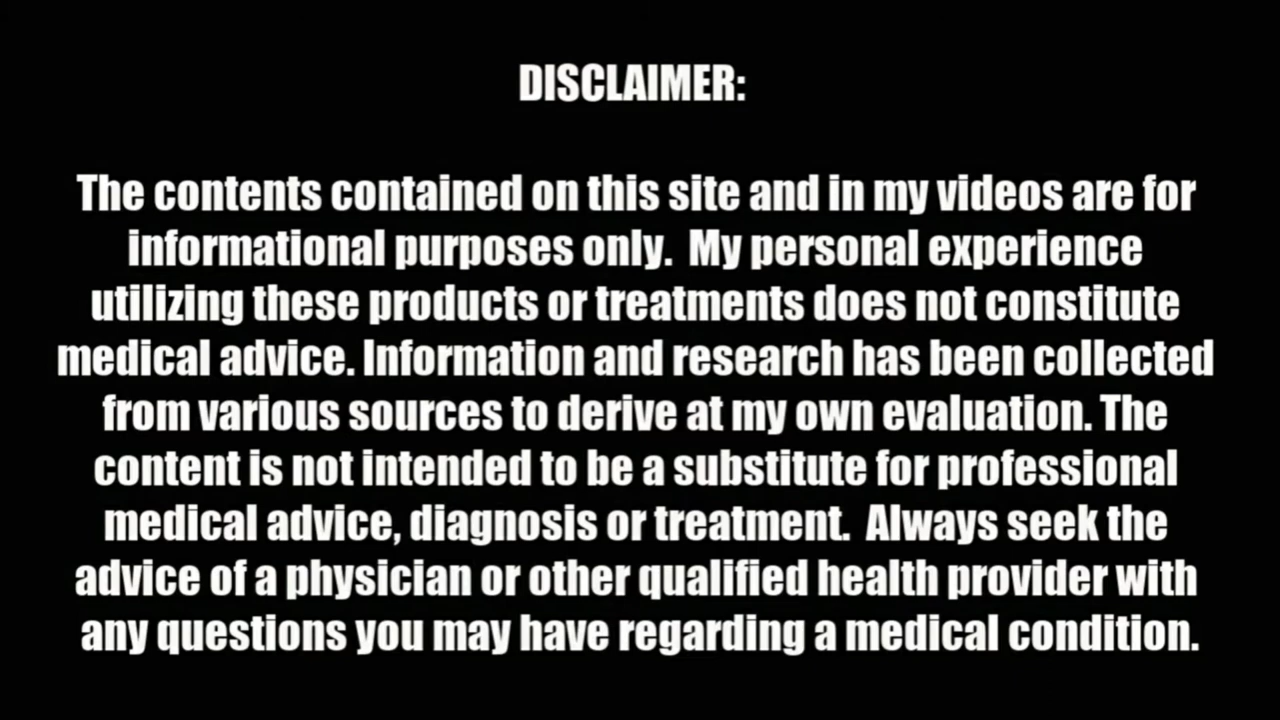 DISCLAIMER:
The contents contained on this site and in my videos are for
informational purposes only.  My personal experience
utilizing these products or treatments does not constitute
medical advice. Information and research has been collected
from various sources to derive at my own evaluation. The
content is not intended to be a substitute for professional
medical advice, diagnosis or treatment.  Always seek the
advice of a physician or other qualified health provider with
any questions you may have regarding a medical condition.